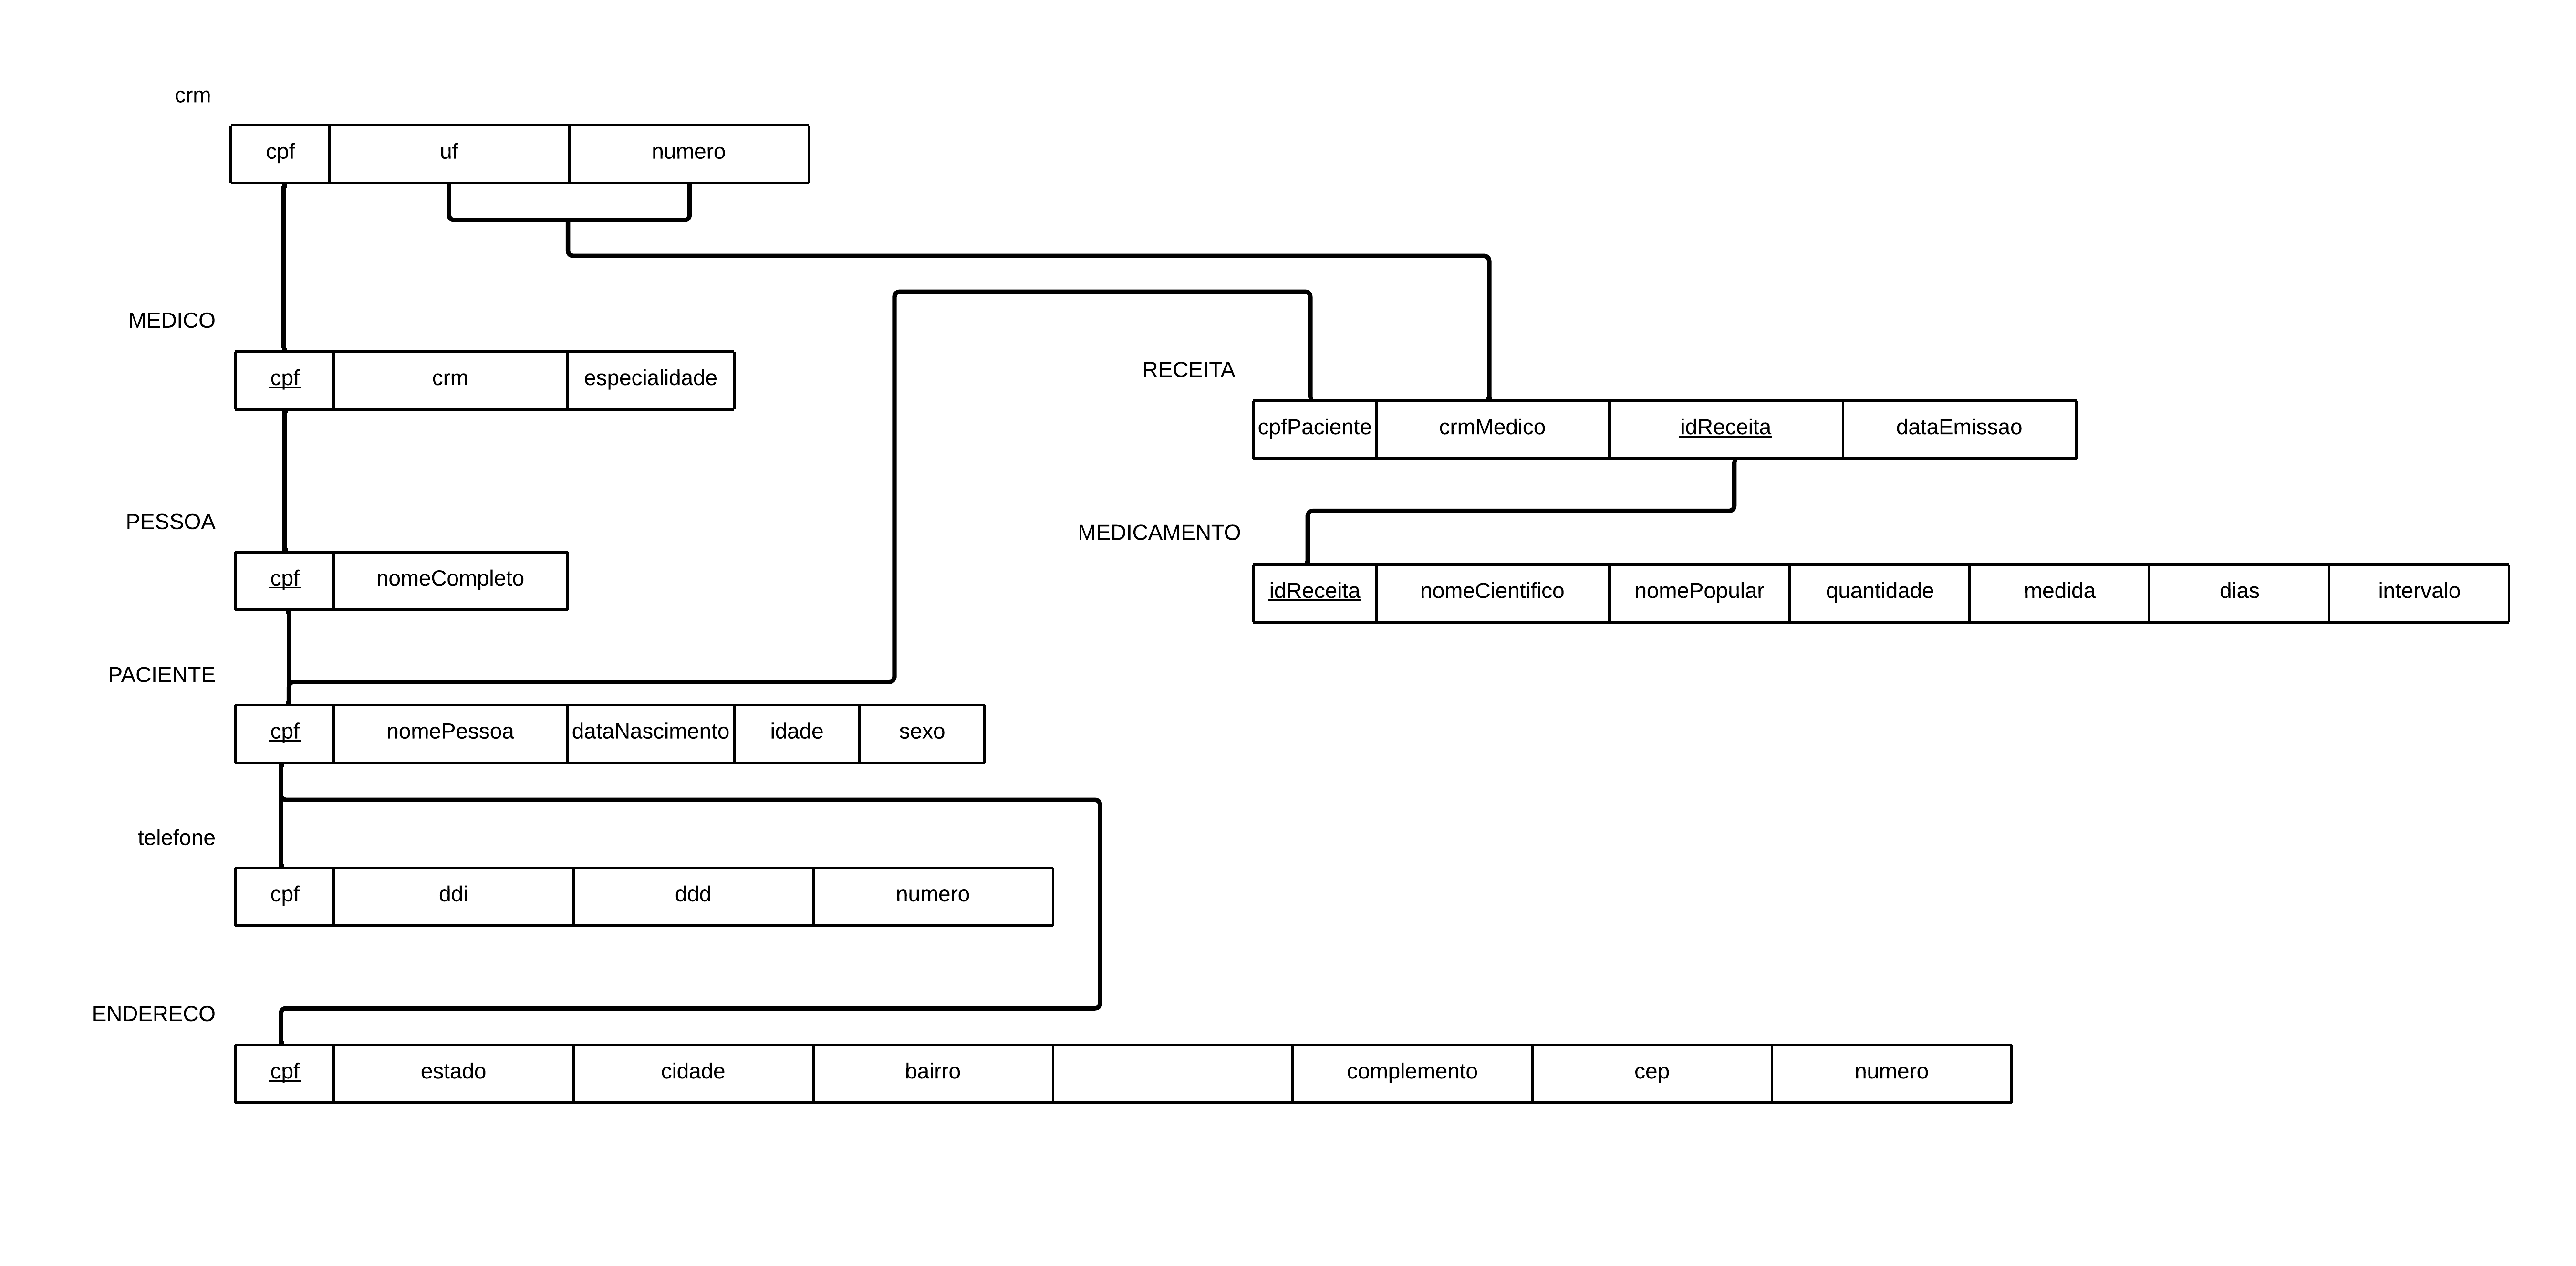 crm
cpf uf numero
MEDICO
cpf crm especialidade
PESSOA
cpf nomeCompleto
PACIENTE
cpf nomePessoa dataNascimento idade sexo
telefone
cpf ddi ddd numero
ENDERECO
cpf estado cidade bairro complemento cep numero
RECEITA
cpfPaciente crmMedico idReceita dataEmissao
MEDICAMENTO
idReceita nomeCientifico nomePopular quantidade medida dias intervalo